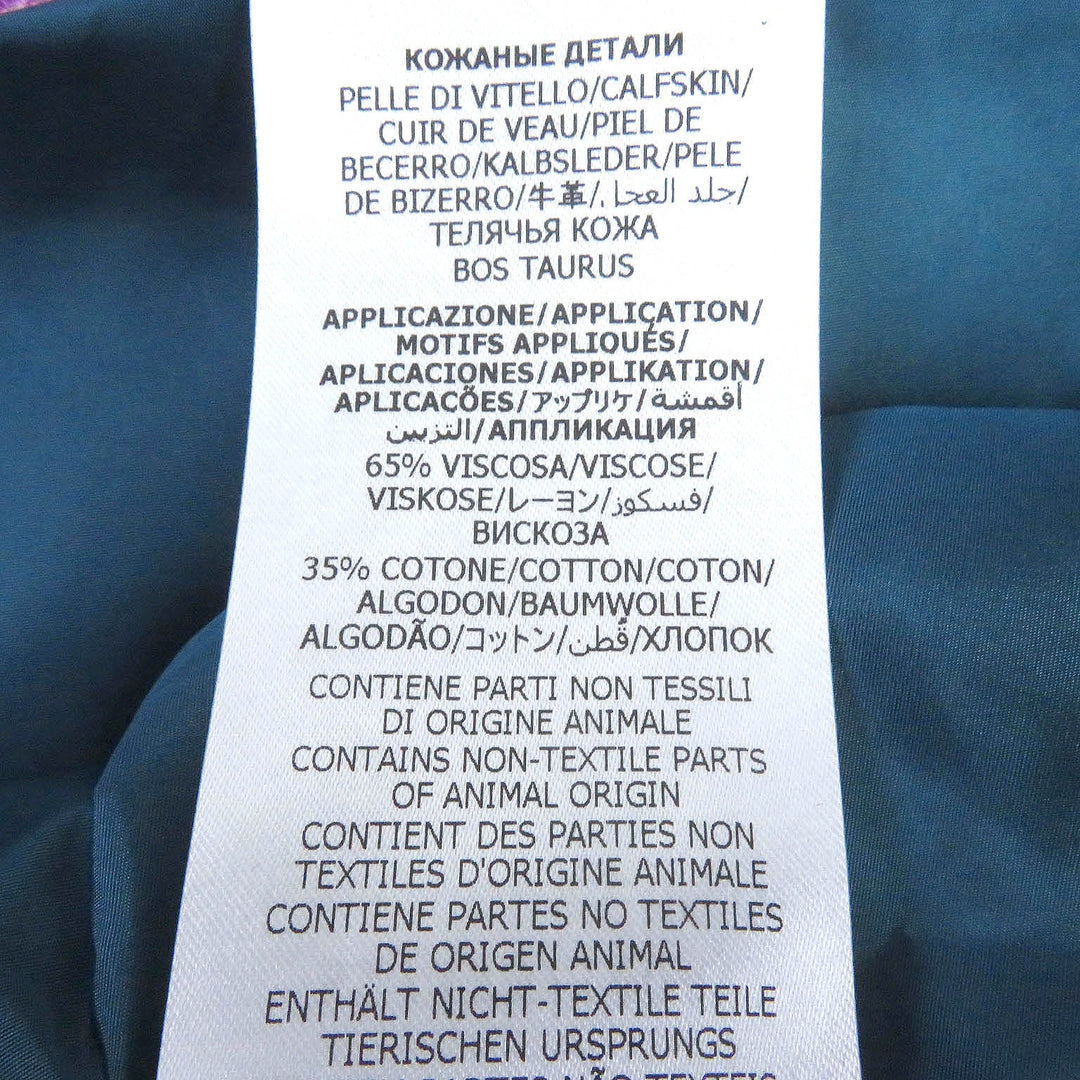 КОЖАНЫЕ ДЕТАЛИ
PELLE DI VITELLO/CALFSKIN/
CUIR DE VEAU/PIEL DE
BECERRO/KALBSLEDER/PELE
DE BIZERRO/牛革/جلد العجا./
ТЕЛЯЧЬЯ КОЖА
BOS TAURUS
APPLICAZIONE/APPLICATION/
MOTIFS APPLIQUÉS/
APLICACIONES/APPLIKATION/
APLICACÕES/アップリケ/أقمشة
التزيين/АППЛИКАЦИЯ
65% VISCOSA/VISCOSE/
VISKOSE/レーヨン/فسكوز/
ВИСКОЗА
35% COTONE/COTTON/COTON/
ALGODON/BAUMWOLLE/
ALGODÃO/コットン/قُطن/ХЛОПОК
CONTIENE PARTI NON TESSILI
DI ORIGINE ANIMALE
CONTAINS NON-TEXTILE PARTS
OF ANIMAL ORIGIN
CONTIENT DES PARTIES NON
TEXTILES D'ORIGINE ANIMALE
CONTIENE PARTES NO TEXTILES
DE ORIGEN ANIMAL
ENTHÄLT NICHT-TEXTILE TEILE
TIERISCHEN URSPRUNGS